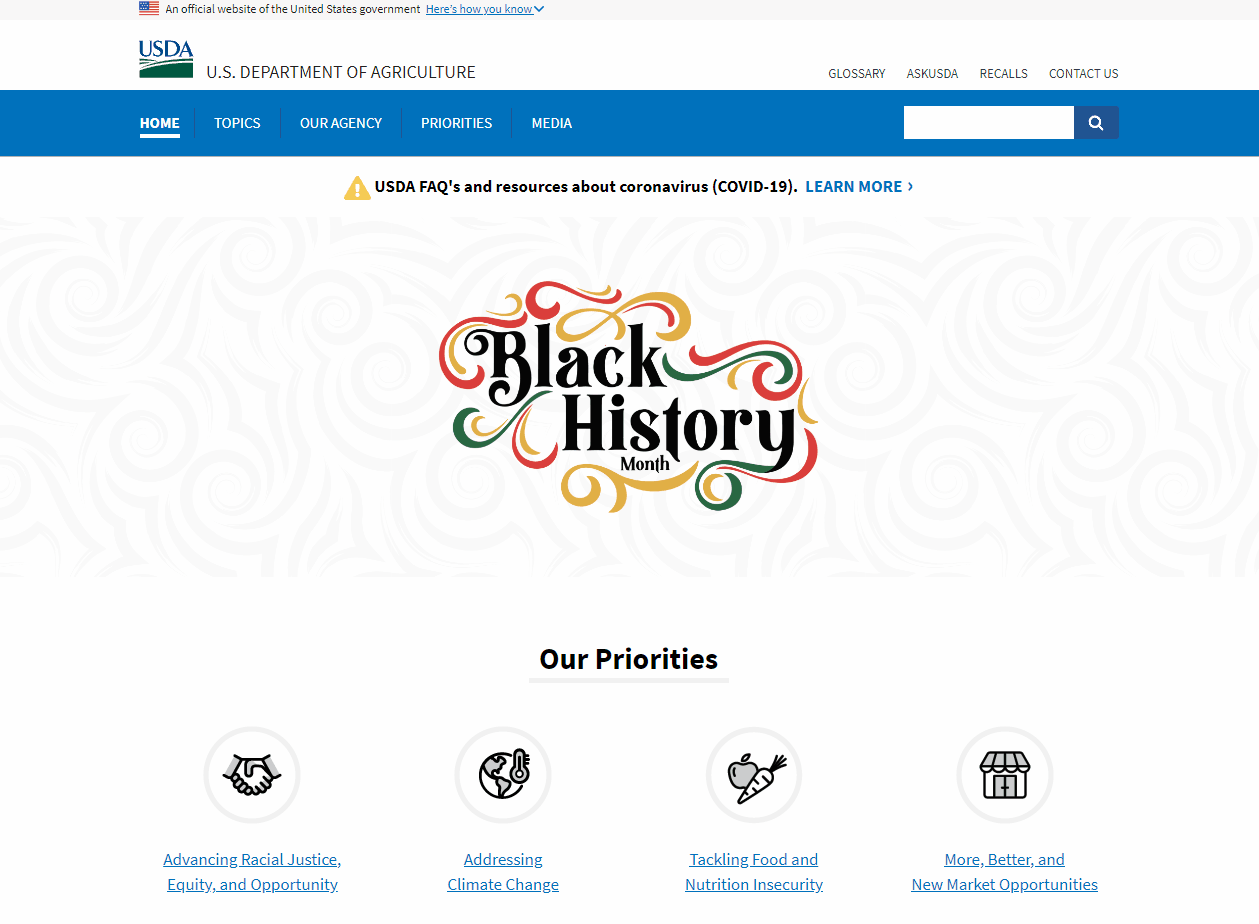 An official website of the United States government Here's how you know
USDA
U.S. DEPARTMENT OF AGRICULTURE
GLOSSARY ASKUSDA RECALLS CONTACT US
HOME TOPICS OUR AGENCY PRIORITIES MEDIA
USDA FAQ's and resources about coronavirus (COVID-19). LEARN MORE ›
Black
History
Month
Our Priorities
Advancing Racial Justice,
Equity, and Opportunity
Addressing
Climate Change
Tackling Food and
Nutrition Insecurity
More, Better, and
New Market Opportunities